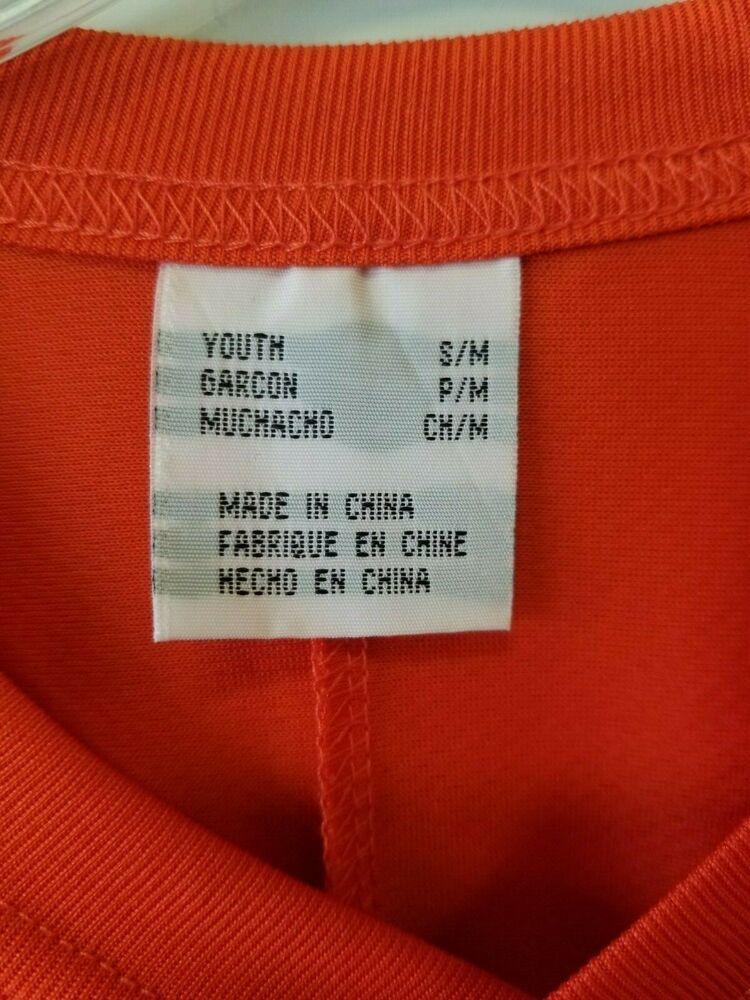 YOUTH S/M
GARCON P/M
MUCHACHO CH/M
MADE IN CHINA
FABRIQUE EN CHINE
HECHO EN CHINA